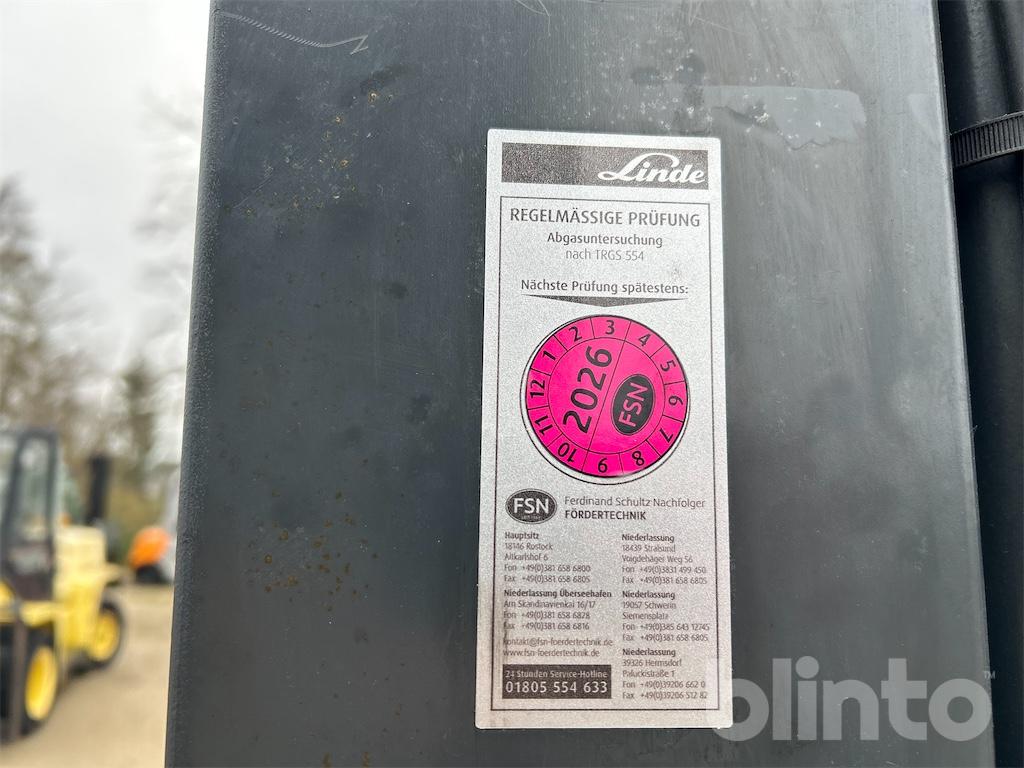 Linde
REGELMÄSSIGE PRÜFUNG
Abgasuntersuchung
nach TRGS 554
Nächste Prüfung spätestens:
1 2 3 4 5 6 7 8 9 10 11 12
2026
FSN
FSN
Ferdinand Schultz Nachfolger
FÖRDERTECHNIK
Hauptsitz
18146 Rostock
Altkarlshof 6
Fon +49(0)381 658 6800
Fax +49(0)381 658 6805
Niederlassung Überseehafen
Am Skandinavienkai 16/17
Fon +49(0)381 658 6828
Fax +49(0)381 658 6816
kontakt@fsn-foerdertechnik.de
www.fsn-foerdertechnik.de
24 Stunden Service-Hotline
01805 554 633
Niederlassung
18439 Stralsund
Voigdehäger Weg 56
Fon +49(0)3831 499 450
Fax +49(0)381 658 6805
Niederlassung
19057 Schwerin
Siemensplatz
Fon +49(0)385 643 12745
Fax +49(0)381 658 6805
Niederlassung
39326 Hermsdorf
Paluckistraße 1
Fon +49(0)39206 662 0
Fax +49(0)39206 512 82
blinto™